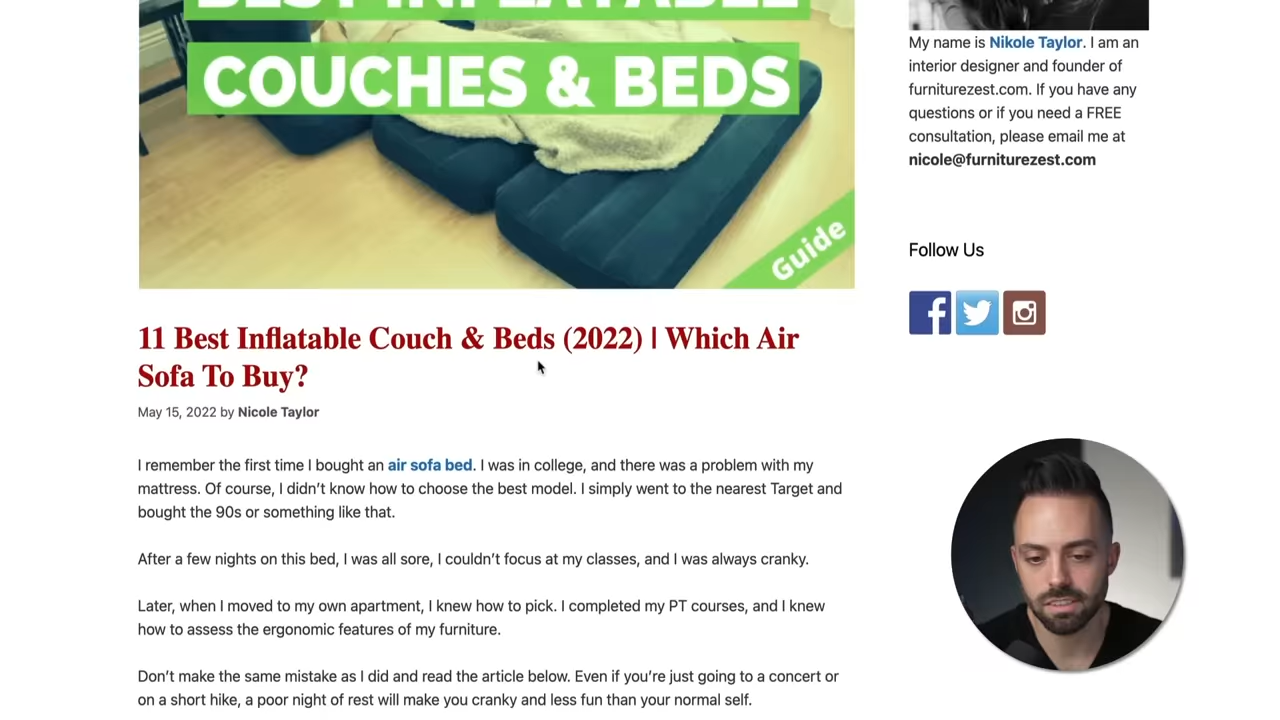 BEST INFLATABLE
COUCHES & BEDS
Guide
11 Best Inflatable Couch & Beds (2022) | Which Air
Sofa To Buy?
May 15, 2022 by Nicole Taylor
I remember the first time I bought an air sofa bed. I was in college, and there was a problem with my
mattress. Of course, I didn’t know how to choose the best model. I simply went to the nearest Target and
bought the 90s or something like that.
After a few nights on this bed, I was all sore, I couldn’t focus at my classes, and I was always cranky.
Later, when I moved to my own apartment, I knew how to pick. I completed my PT courses, and I knew
how to assess the ergonomic features of my furniture.
Don’t make the same mistake as I did and read the article below. Even if you’re just going to a concert or
on a short hike, a poor night of rest will make you cranky and less fun than your normal self.
My name is Nikole Taylor. I am an
interior designer and founder of
furniturezest.com. If you have any
questions or if you need a FREE
consultation, please email me at
nicole@furniturezest.com
Follow Us